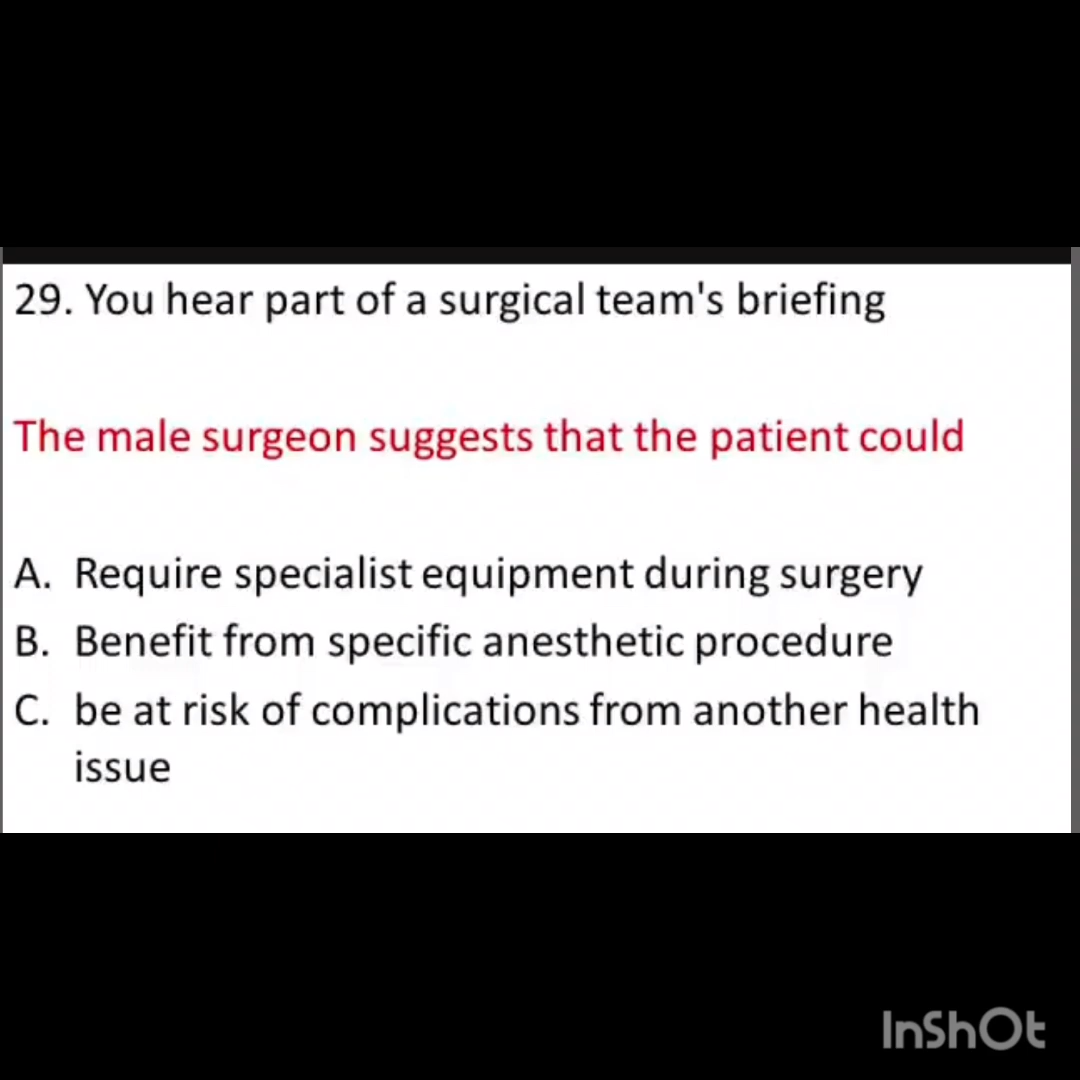 29. You hear part of a surgical team's briefing
The male surgeon suggests that the patient could
A. Require specialist equipment during surgery
B. Benefit from specific anesthetic procedure
C. be at risk of complications from another health
issue
InShOt